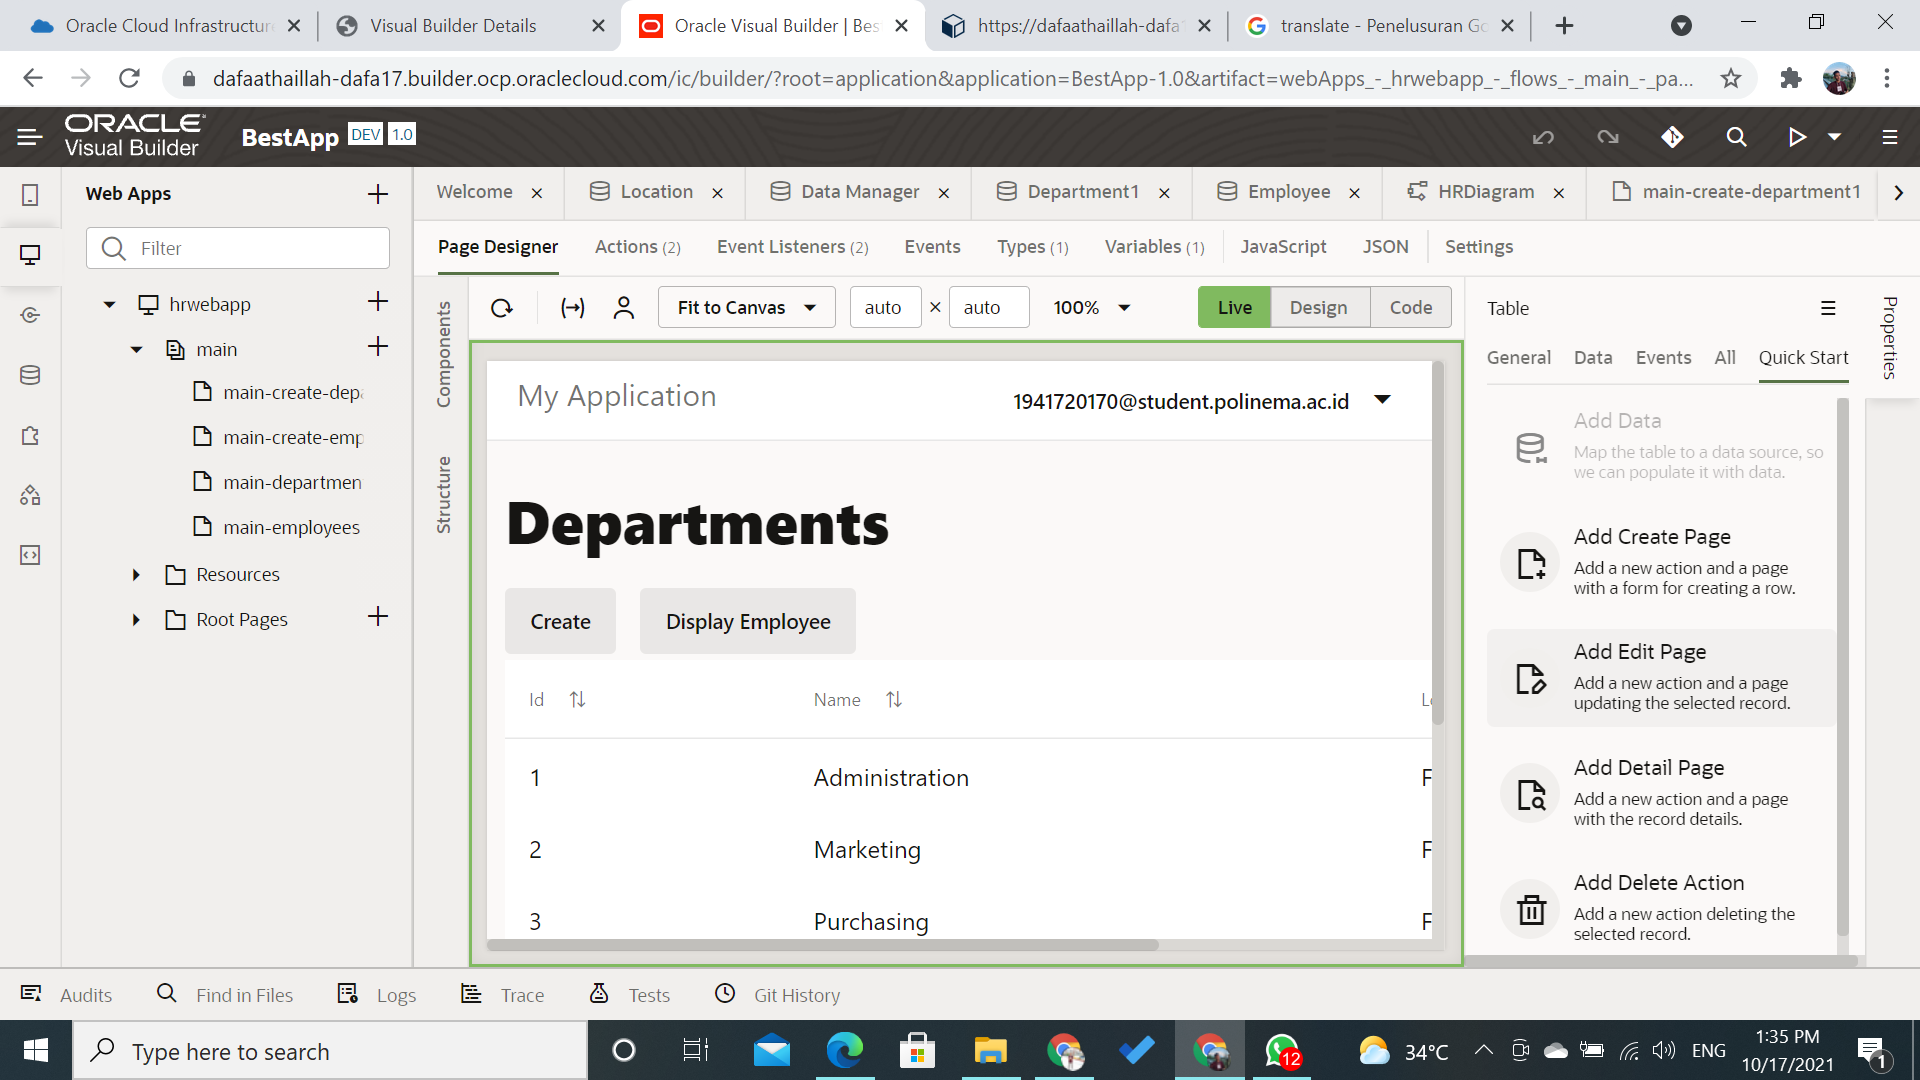 Oracle Cloud Infrastructure
Visual Builder Details
Oracle Visual Builder | Bes
https://dafaathaillah-dafa1
translate - Penelusuran Go
dafaathaillah-dafa17.builder.ocp.oraclecloud.com/ic/builder/?root=application&application=BestApp-1.0&artifact=webApps_-_hrwebapp_-_flows_-_main_-_pa...
ORACLE
Visual Builder
BestApp DEV 1.0
Web Apps
Filter
hrwebapp
main
main-create-depa
main-create-emp
main-departmen
main-employees
Resources
Root Pages
Welcome
Location
Data Manager
Department1
Employee
HRDiagram
main-create-department1
Page Designer
Actions (2)
Event Listeners (2)
Events
Types (1)
Variables (1)
JavaScript
JSON
Settings
Components
Structure
Fit to Canvas
auto × auto
100%
Live
Design
Code
My Application
1941720170@student.polinema.ac.id
Departments
Create
Display Employee
Id
Name
1
Administration
F
2
Marketing
F
3
Purchasing
F
Table
Properties
General
Data
Events
All
Quick Start
Add Data
Map the table to a data source, so
we can populate it with data.
Add Create Page
Add a new action and a page
with a form for creating a row.
Add Edit Page
Add a new action and a page
updating the selected record.
Add Detail Page
Add a new action and a page
with the record details.
Add Delete Action
Add a new action deleting the
selected record.
Audits
Find in Files
Logs
Trace
Tests
Git History
Type here to search
12
34°C
ENG
1:35 PM
10/17/2021
1